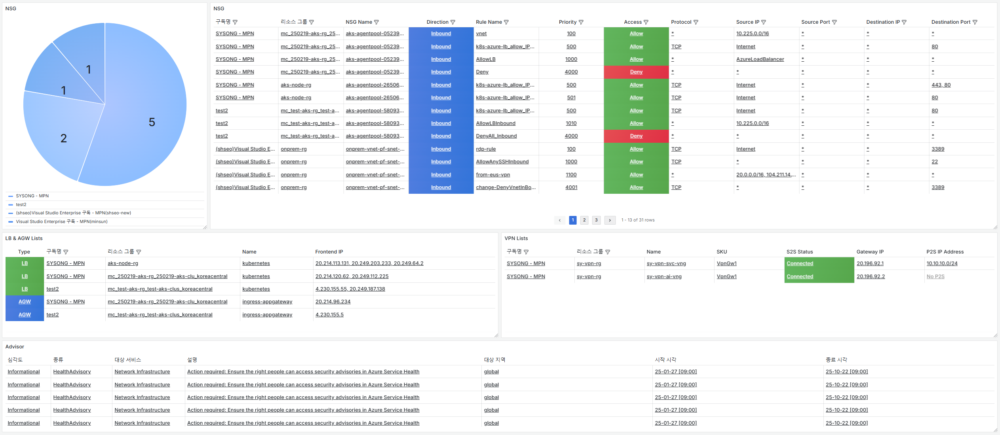 NSG
1
1
5
2
SYSONG - MPN
test2
(shseo)Visual Studio Enterprise 구독 - MPN(shseo-new)
Visual Studio Enterprise 구독 - MPN(minsun)
NSG
구독명 리소스 그룹 NSG Name Direction Rule Name Priority Access Protocol Source IP Source Port Destination IP Destination Port
SYSONG - MPN mc_250219-aks-rg_25... aks-agentpool-05239... Inbound vnet 100 Allow * 10.225.0.0/16 * * *
SYSONG - MPN mc_250219-aks-rg_25... aks-agentpool-05239... Inbound k8s-azure-lb_allow_IP... 500 Allow TCP Internet * * 80
SYSONG - MPN mc_250219-aks-rg_25... aks-agentpool-05239... Inbound AllowLB 1000 Allow * AzureLoadBalancer * * *
SYSONG - MPN mc_250219-aks-rg_25... aks-agentpool-05239... Inbound Deny 4000 Deny * * * * *
SYSONG - MPN aks-node-rg aks-agentpool-26506... Inbound k8s-azure-lb_allow_IP... 500 Allow TCP Internet * * 443, 80
SYSONG - MPN aks-node-rg aks-agentpool-26506... Inbound k8s-azure-lb_allow_IP... 501 Allow TCP Internet * * 80
test2 mc_test-aks-rg_test-a... aks-agentpool-58093... Inbound k8s-azure-lb_allow_IP... 500 Allow TCP Internet * * 80
test2 mc_test-aks-rg_test-a... aks-agentpool-58093... Inbound AllowLBInbound 1010 Allow * 10.225.0.0/16 * * *
test2 mc_test-aks-rg_test-a... aks-agentpool-58093... Inbound DenyAll_Inbound 4000 Deny * * * * *
(shseo)Visual Studio E... onprem-rg onprem-vnet-pf-snet-... Inbound rdp-rule 100 Allow TCP Internet * * 3389
(shseo)Visual Studio E... onprem-rg onprem-vnet-pf-snet-... Inbound AllowAnySSHInbound 1000 Allow TCP * * * 22
(shseo)Visual Studio E... onprem-rg onprem-vnet-pf-snet-... Inbound from-eus-vpn 1100 Allow * 20.0.0.0/16, 104.211.14.... * * *
(shseo)Visual Studio E... onprem-rg onprem-vnet-pf-snet-... Inbound change-DenyVnetInBo... 4001 Allow TCP * * * 3389
‹ 1 2 3 › 1 - 13 of 31 rows
LB & AGW Lists
Type 구독명 리소스 그룹 Name Frontend IP
LB SYSONG - MPN aks-node-rg kubernetes 20.214.113.131, 20.249.203.233, 20.249.64.2
LB SYSONG - MPN mc_250219-aks-rg_250219-aks-clu_koreacentral kubernetes 20.214.120.62, 20.249.112.225
LB test2 mc_test-aks-rg_test-aks-clus_koreacentral kubernetes 4.230.155.55, 20.249.187.138
AGW SYSONG - MPN mc_250219-aks-rg_250219-aks-clu_koreacentral ingress-appgateway 20.214.96.234
AGW test2 mc_test-aks-rg_test-aks-clus_koreacentral ingress-appgateway 4.230.155.5
VPN Lists
구독명 리소스 그룹 Name SKU S2S Status Gateway IP P2S IP Address
SYSONG - MPN sy-vpn-rg sy-vpn-svc-vng VpnGw1 Connected 20.196.92.1 10.10.10.0/24
SYSONG - MPN sy-vpn-rg sy-vpn-ai-vng VpnGw1 Connected 20.196.92.2 No P2S
Advisor
심각도 종류 대상 서비스 설명 대상 지역 시작 시각 종료 시각
Informational HealthAdvisory Network Infrastructure Action required: Ensure the right people can access security advisories in Azure Service Health global 25-01-27 [09:00] 25-10-22 [09:00]
Informational HealthAdvisory Network Infrastructure Action required: Ensure the right people can access security advisories in Azure Service Health global 25-01-27 [09:00] 25-10-22 [09:00]
Informational HealthAdvisory Network Infrastructure Action required: Ensure the right people can access security advisories in Azure Service Health global 25-01-27 [09:00] 25-10-22 [09:00]
Informational HealthAdvisory Network Infrastructure Action required: Ensure the right people can access security advisories in Azure Service Health global 25-01-27 [09:00] 25-10-22 [09:00]
Informational HealthAdvisory Network Infrastructure Action required: Ensure the right people can access security advisories in Azure Service Health global 25-01-27 [09:00] 25-10-22 [09:00]